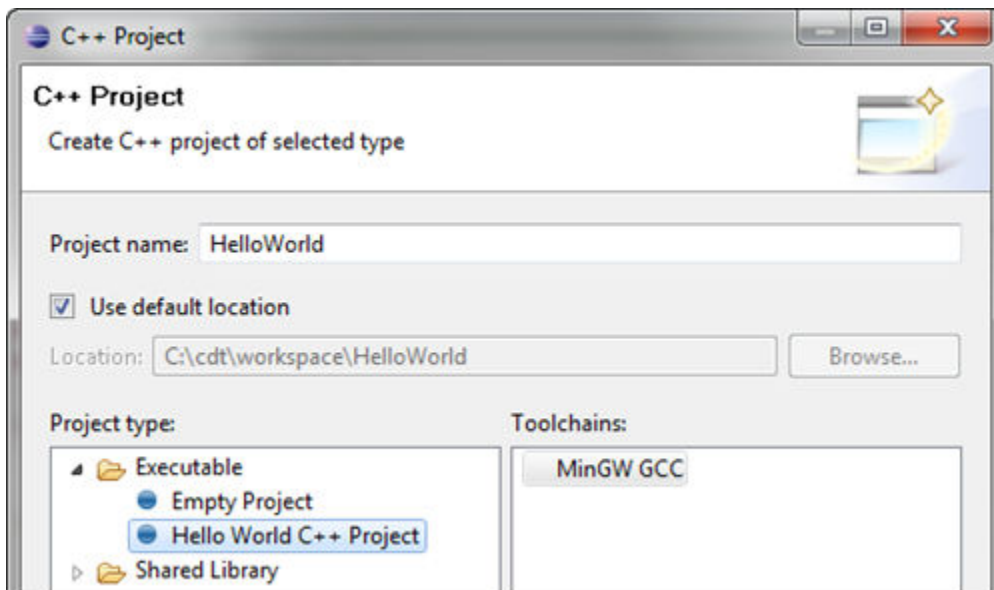 C++ Project
C++ Project
Create C++ project of selected type
Project name: HelloWorld
Use default location
Location: C:\cdt\workspace\HelloWorld Browse...
Project type: Toolchains:
Executable MinGW GCC
Empty Project
Hello World C++ Project
Shared Library